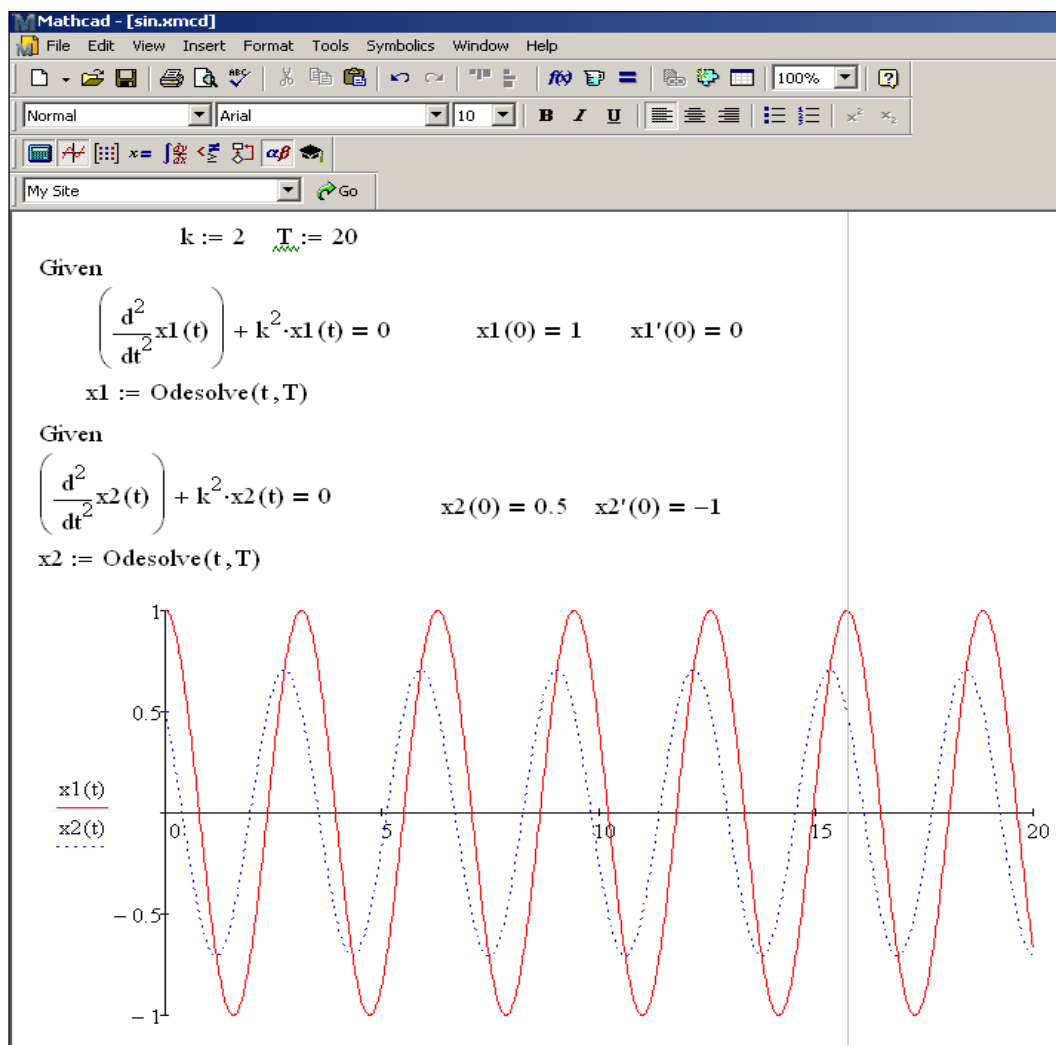 Mathcad - [sin.xmcd]
File Edit View Insert Format Tools Symbolics Window Help
100%
Normal Arial 10 B I U
My Site Go
k := 2 T := 20
Given
(d²/dt² x1(t)) + k²·x1(t) = 0 x1(0) = 1 x1'(0) = 0
x1 := Odesolve(t,T)
Given
(d²/dt² x2(t)) + k²·x2(t) = 0 x2(0) = 0.5 x2'(0) = −1
x2 := Odesolve(t,T)
1
0.5
x1(t)
x2(t)
0 5 10 15 20
− 0.5
− 1